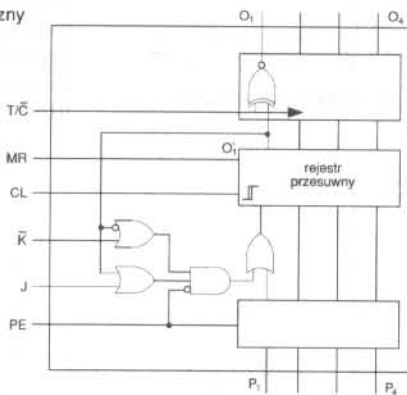 zny
O₁ O₄
T/C̅
O'₁
MR
rejestr
przesuwny
CL
K̅
J
PE
P₁ P₄